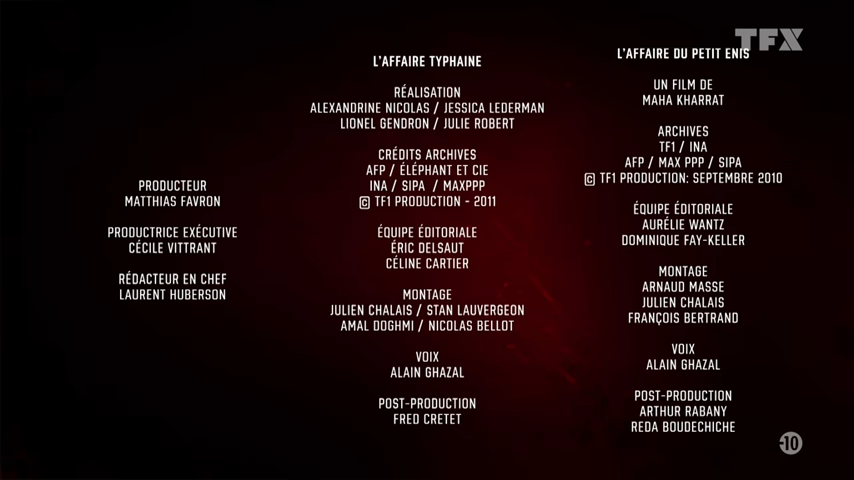 TFX
PRODUCTEUR
MATTHIAS FAVRON
PRODUCTRICE EXÉCUTIVE
CÉCILE VITTRANT
RÉDACTEUR EN CHEF
LAURENT HUBERSON
L'AFFAIRE TYPHAINE
RÉALISATION
ALEXANDRINE NICOLAS / JESSICA LEDERMAN
LIONEL GENDRON / JULIE ROBERT
CRÉDITS ARCHIVES
AFP / ÉLÉPHANT ET CIE
INA / SIPA / MAXPPP
© TF1 PRODUCTION - 2011
ÉQUIPE ÉDITORIALE
ÉRIC DELSAUT
CÉLINE CARTIER
MONTAGE
JULIEN CHALAIS / STAN LAUVERGEON
AMAL DOGHMI / NICOLAS BELLOT
VOIX
ALAIN GHAZAL
POST-PRODUCTION
FRED CRETET
L'AFFAIRE DU PETIT ENIS
UN FILM DE
MAHA KHARRAT
ARCHIVES
TF1 / INA
AFP / MAX PPP / SIPA
© TF1 PRODUCTION: SEPTEMBRE 2010
ÉQUIPE ÉDITORIALE
AURÉLIE WANTZ
DOMINIQUE FAY-KELLER
MONTAGE
ARNAUD MASSE
JULIEN CHALAIS
FRANÇOIS BERTRAND
VOIX
ALAIN GHAZAL
POST-PRODUCTION
ARTHUR RABANY
REDA BOUDECHICHE
-10